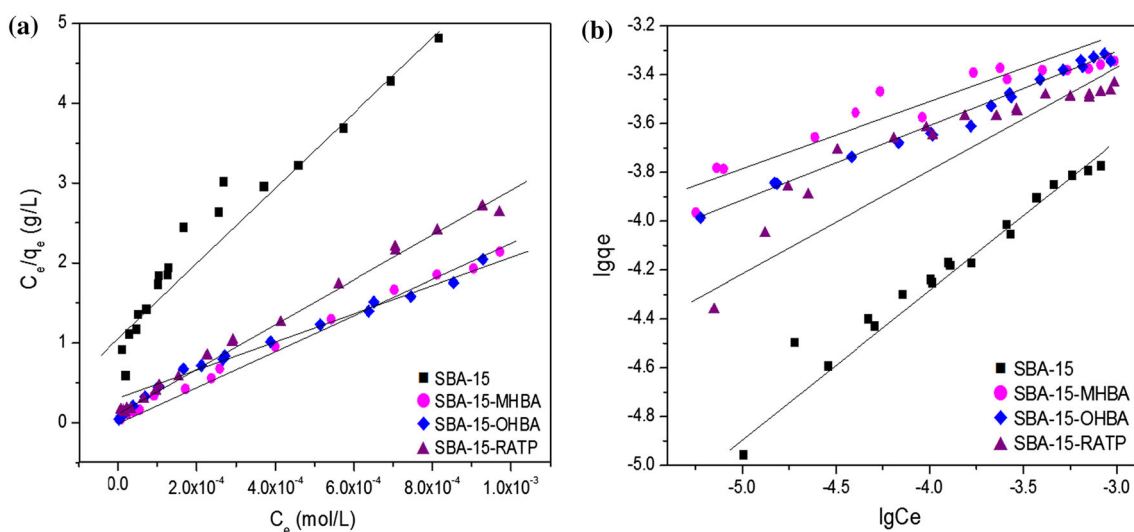 (a)
5
4
3
2
1
0
C_e/q_e (g/L)
0.0
2.0x10^-4
4.0x10^-4
6.0x10^-4
8.0x10^-4
1.0x10^-3
C_e (mol/L)
SBA-15
SBA-15-MHBA
SBA-15-OHBA
SBA-15-RATP
(b)
-3.2
-3.4
-3.6
-3.8
-4.0
-4.2
-4.4
-4.6
-4.8
-5.0
lgqe
-5.0
-4.5
-4.0
-3.5
-3.0
lgCe
SBA-15
SBA-15-MHBA
SBA-15-OHBA
SBA-15-RATP